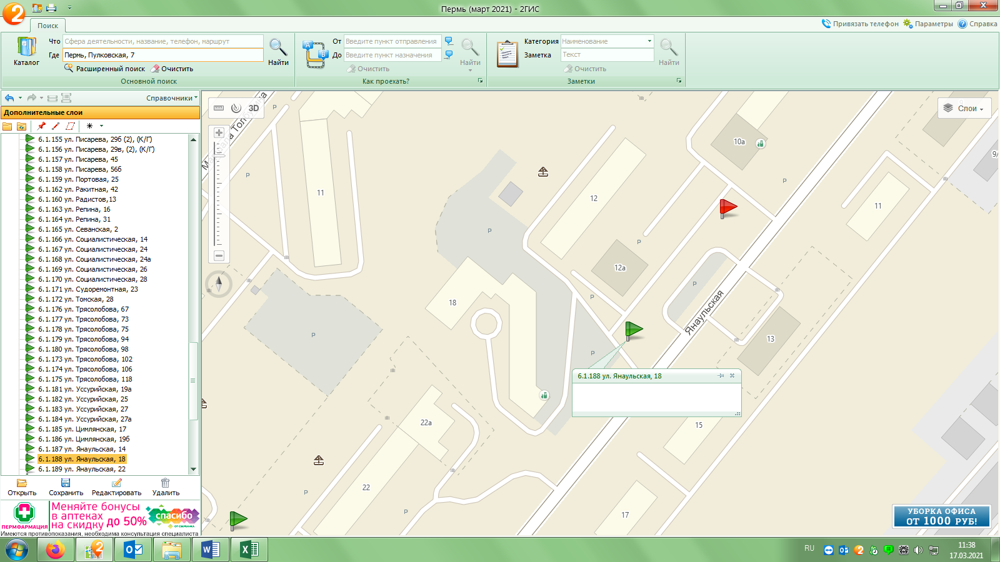 Пермь (март 2021) - 2ГИС
Поиск
Привязать телефон
Параметры
Справка
Каталог
Что
Сфера деятельности, название, телефон, маршрут
Где
Пермь, Пулковская, 7
Расширенный поиск
Очистить
Найти
Основной поиск
От
Введите пункт отправления
До
Введите пункт назначения
Очистить
Найти
Как проехать?
Категория
Наименование
Заметка
Текст
Очистить
Найти
Заметки
Справочники
Дополнительные слои
6.1.155 ул. Писарева, 29б (2), (К/Г)
6.1.156 ул. Писарева, 29в, (2), (К/Г)
6.1.157 ул. Писарева, 45
6.1.158 ул. Писарева, 56б
6.1.159 ул. Портовая, 25
6.1.162 ул. Ракитная, 42
6.1.160 ул. Радистов,13
6.1.163 ул. Репина, 16
6.1.164 ул. Репина, 31
6.1.165 ул. Севанская, 2
6.1.166 ул. Социалистическая, 14
6.1.167 ул. Социалистическая, 24
6.1.168 ул. Социалистическая, 24а
6.1.169 ул. Социалистическая, 26
6.1.170 ул. Социалистическая, 28
6.1.171 ул. Судоремонтная, 23
6.1.172 ул. Томская, 28
6.1.176 ул. Трясолобова, 67
6.1.177 ул. Трясолобова, 73
6.1.178 ул. Трясолобова, 75
6.1.179 ул. Трясолобова, 94
6.1.180 ул. Трясолобова, 98
6.1.173 ул. Трясолобова, 102
6.1.174 ул. Трясолобова, 106
6.1.175 ул. Трясолобова, 118
6.1.181 ул. Уссурийская, 19а
6.1.182 ул. Уссурийская, 25
6.1.183 ул. Уссурийская, 27
6.1.184 ул. Уссурийская, 27а
6.1.185 ул. Цимлянская, 17
6.1.186 ул. Цимлянская, 19б
6.1.187 ул. Янаульская, 14
6.1.188 ул. Янаульская, 18
6.1.189 ул. Янаульская, 22
Открыть
Сохранить
Редактировать
Удалить
ПЕРМФАРМАЦИЯ
Меняйте бонусы
в аптеках
на скидку до 50%
спасибо
ОТ СБЕРБАНКА
Имеются противопоказания, необходима консультация специалиста
3D
Слои
P
P
11
10а
9/
P
12
11
P
P
12а
P
P
Янаульская
18
13
P
P
6.1.188 ул. Янаульская, 18
22а
15
22
P
P
17
УБОРКА ОФИСА
ОТ 1000 РУБ!
RU
11:38
17.03.2021